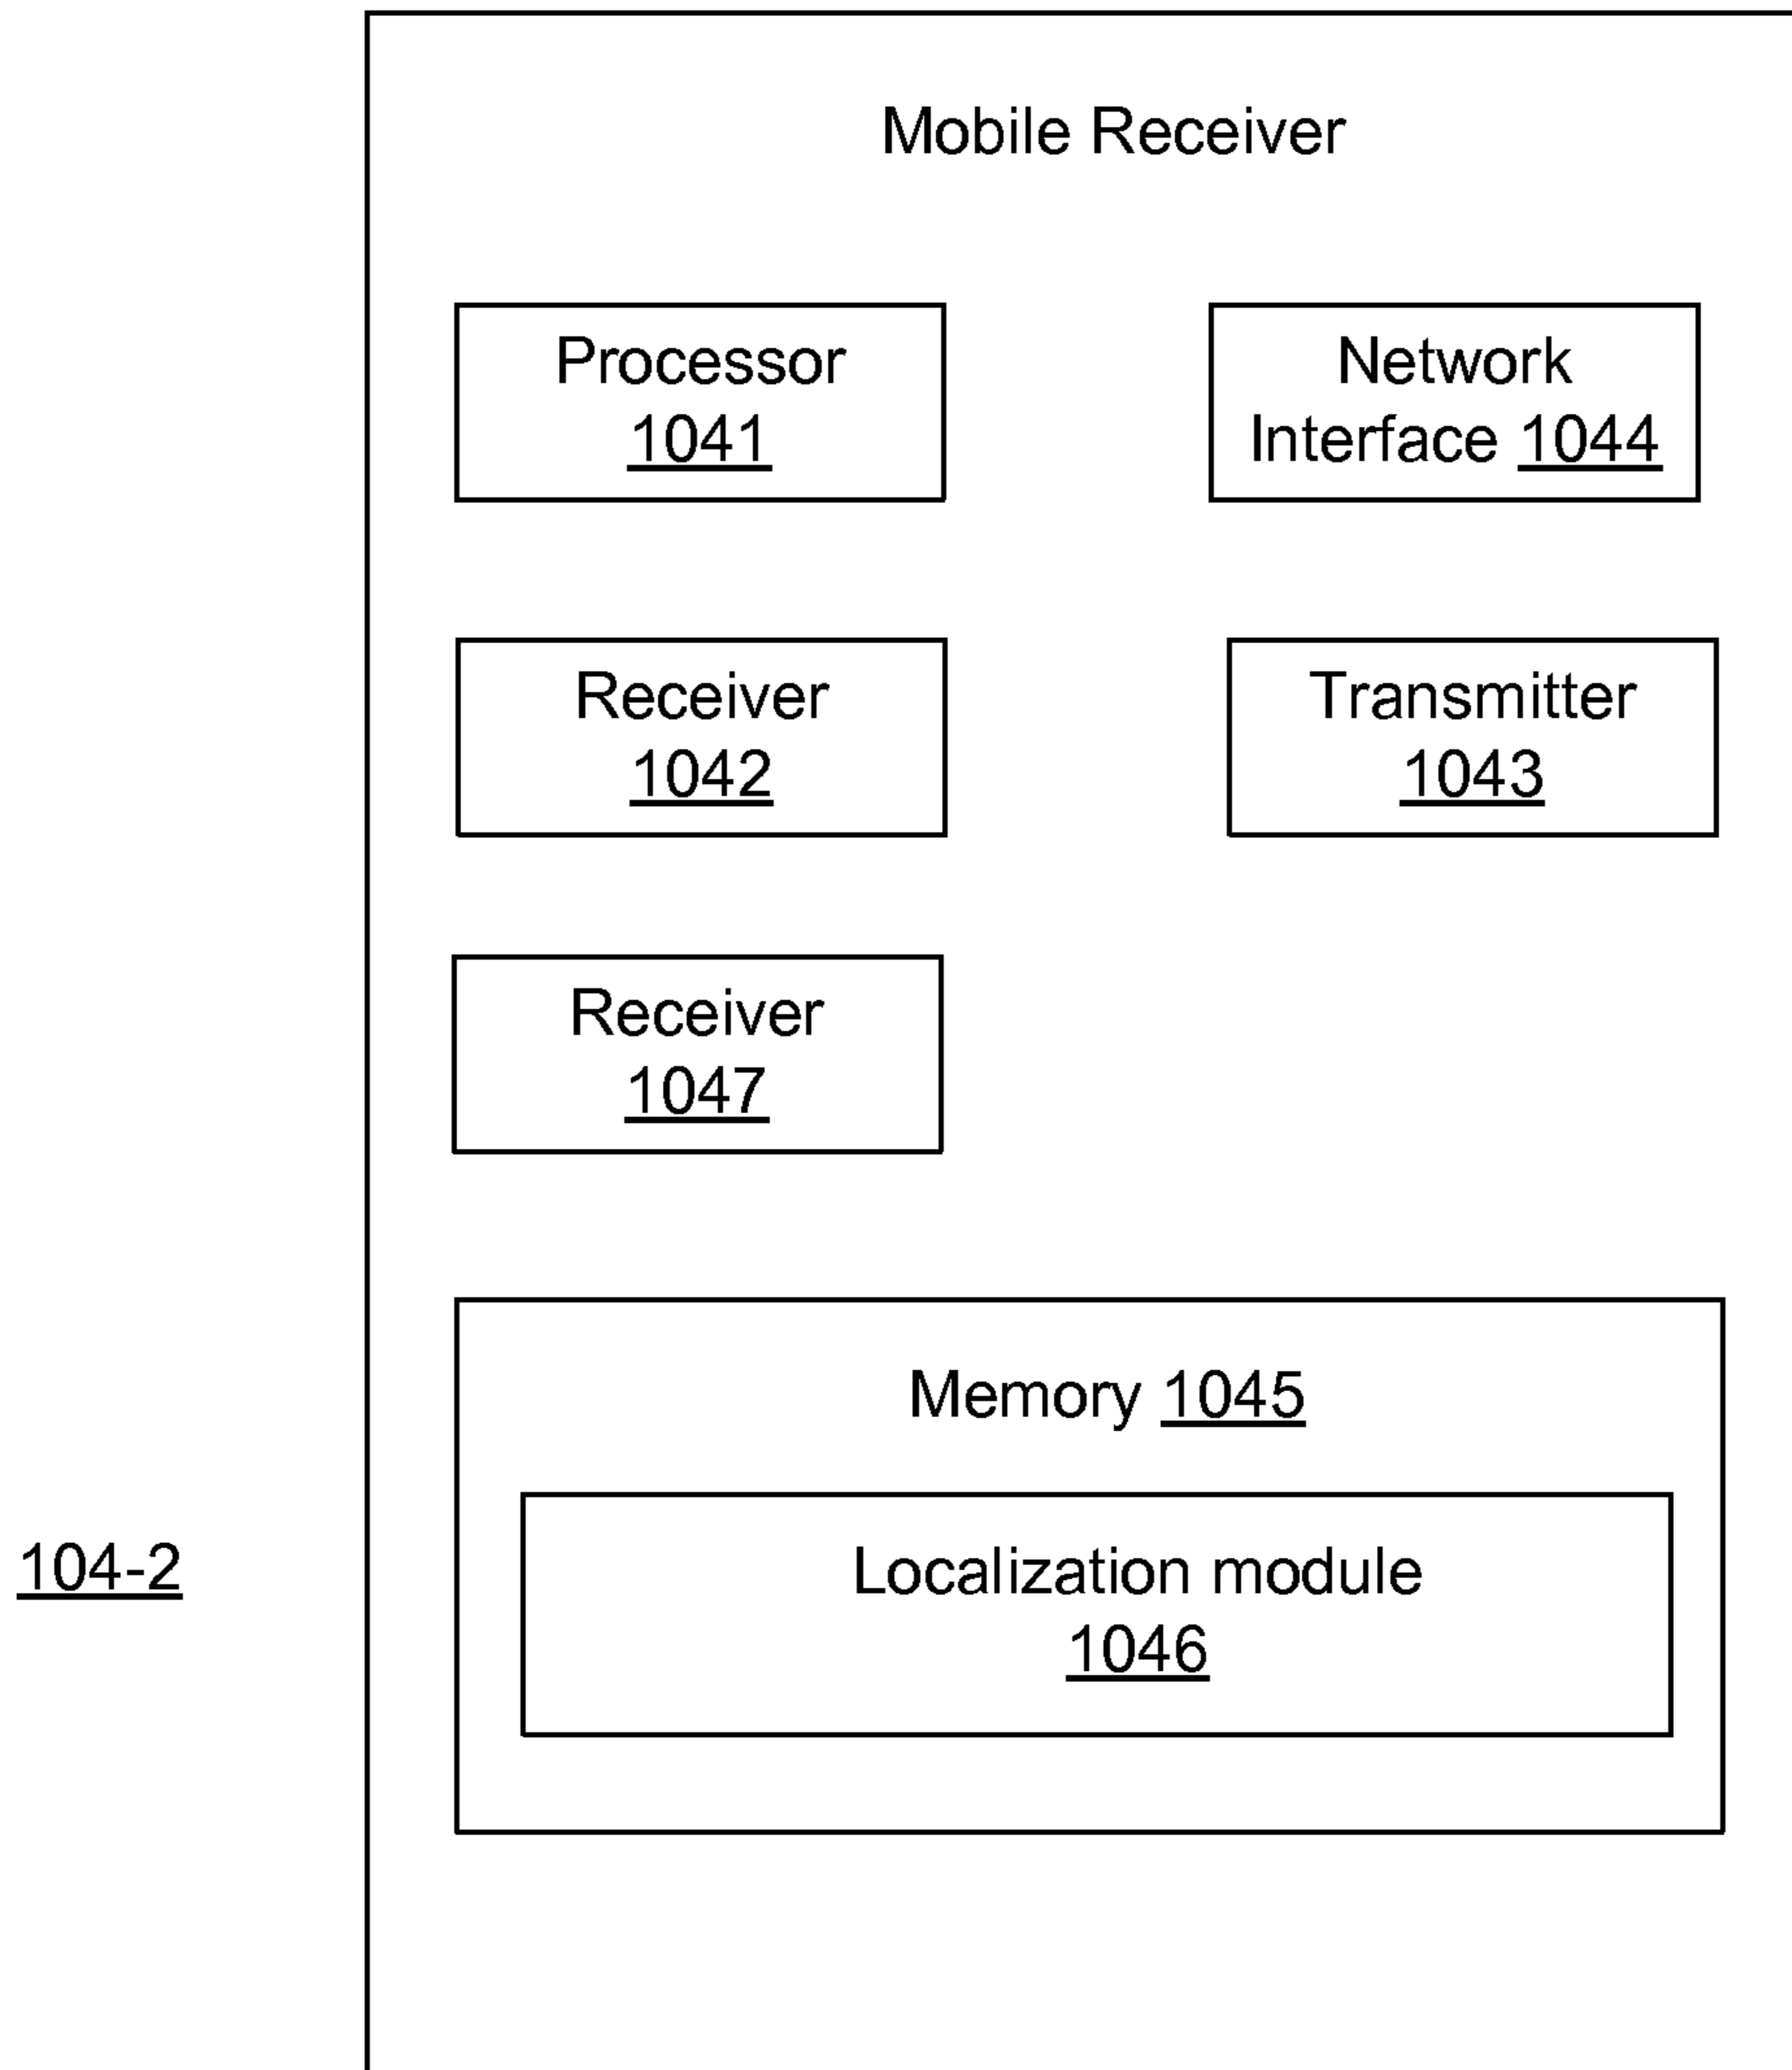 Mobile Receiver
Processor
1041
Network
Interface 1044
Receiver
1042
Transmitter
1043
Receiver
1047
Memory 1045
Localization module
1046
104-2